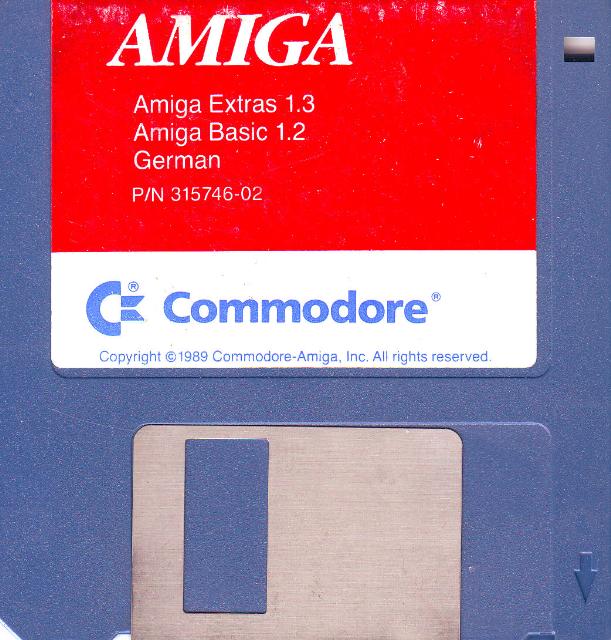 AMIGA
Amiga Extras 1.3
Amiga Basic 1.2
German
P/N 315746-02
Commodore®
Copyright ©1989 Commodore-Amiga, Inc. All rights reserved.